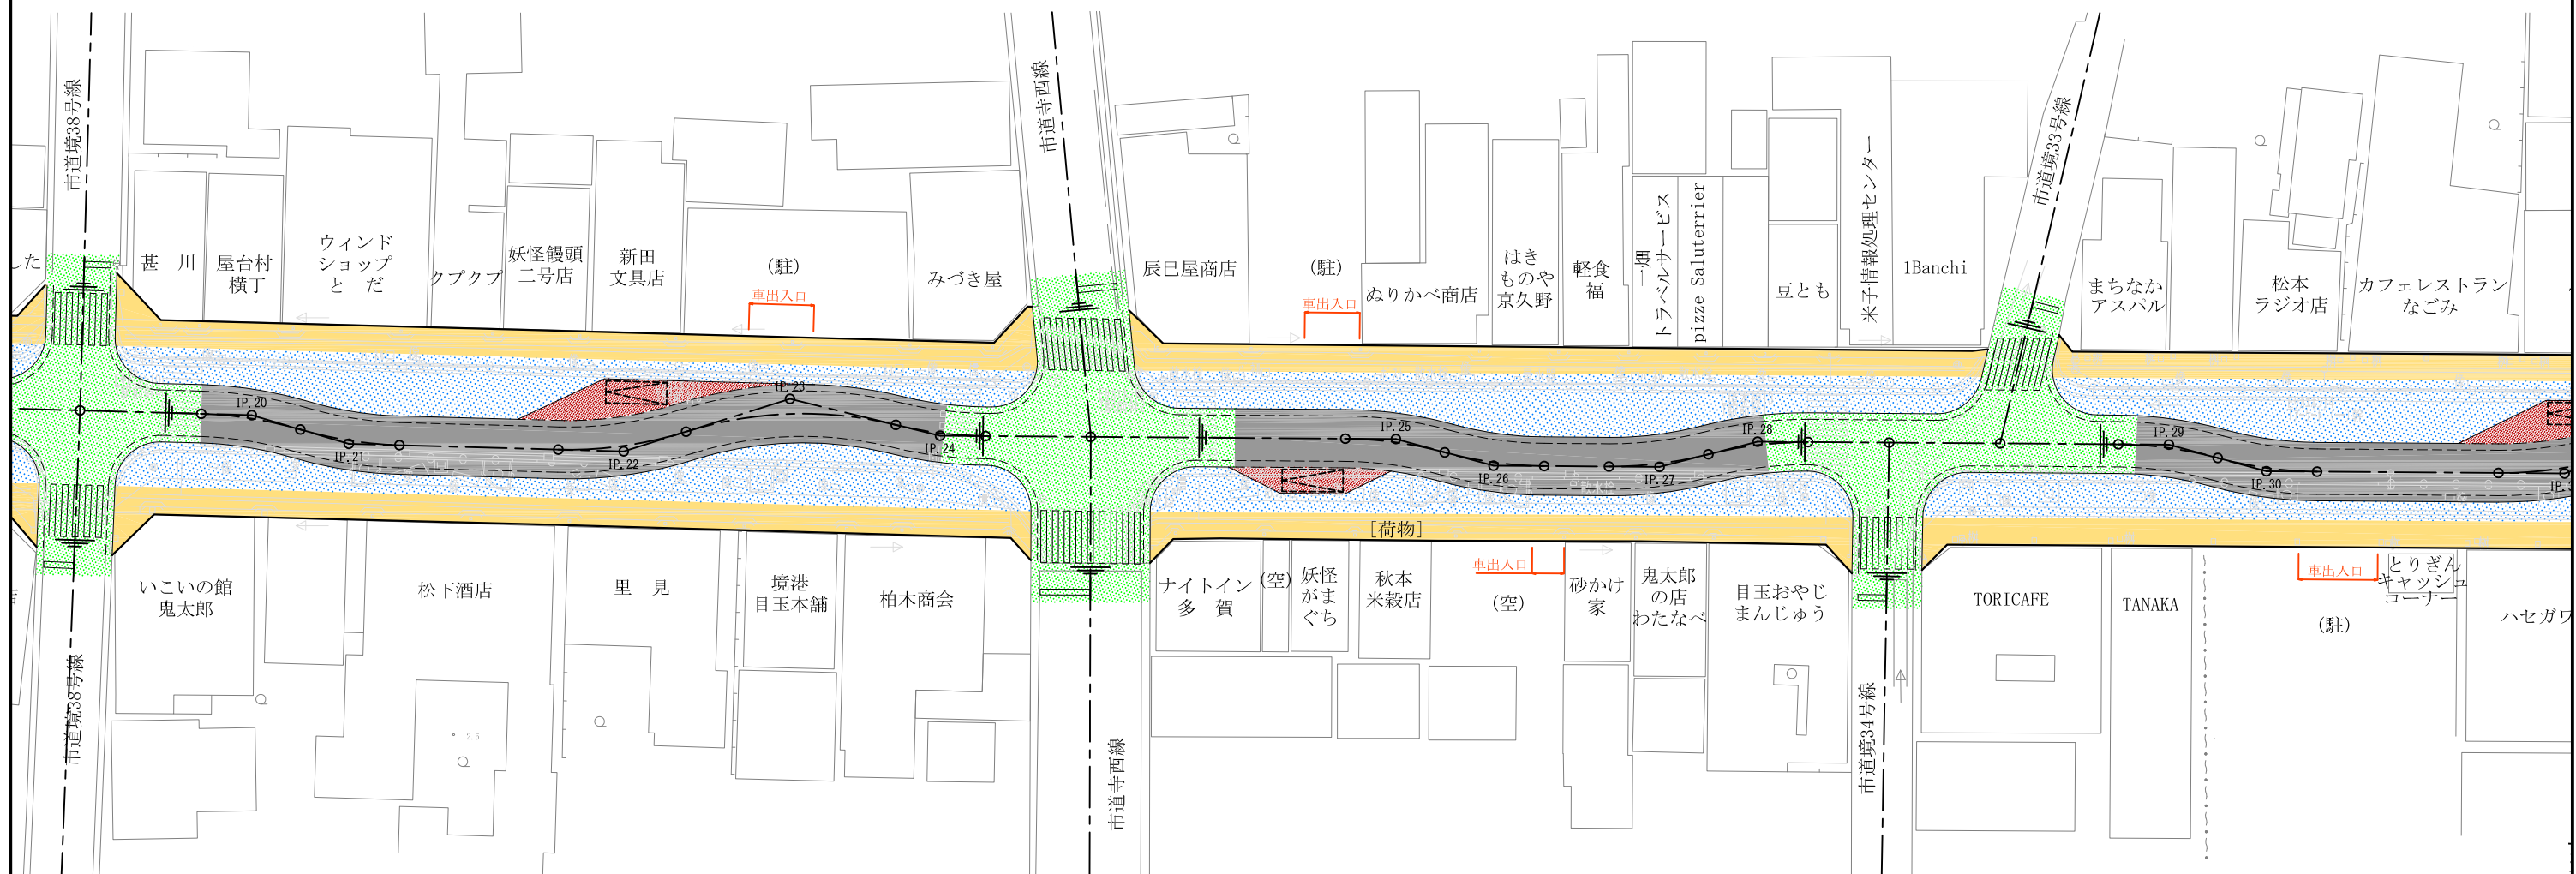 市道境38号線
市道寺西線
市道境33号線
した
甚 川
屋台村
横丁
ウィンド
ショップ
と だ
クプクプ
妖怪饅頭
二号店
新田
文具店
(駐)
車出入口
みづき屋
辰巳屋商店
(駐)
車出入口
ぬりかべ商店
はき
ものや
京久野
軽食
福
一畑
トラベルサービス
pizze Saluterrier
豆とも
米子情報処理センター
1Banchi
まちなか
アスパル
松本
ラジオ店
カフェレストラン
なごみ
IP.20
IP.21
IP.22
IP.23
IP.24
IP.25
IP.26
IP.27
IP.28
IP.29
IP.30
[荷物]
いこいの館
鬼太郎
松下酒店
里 見
境港
目玉本舗
柏木商会
ナイトイン
多 賀
(空)
妖怪
がま
ぐち
秋本
米穀店
車出入口
(空)
砂かけ
家
鬼太郎
の店
わたなべ
目玉おやじ
まんじゅう
TORICAFE
TANAKA
車出入口
(駐)
とりぎん
キャッシュ
コーナー
ハセガワ
2.5
市道境38号線
市道寺西線
市道境34号線